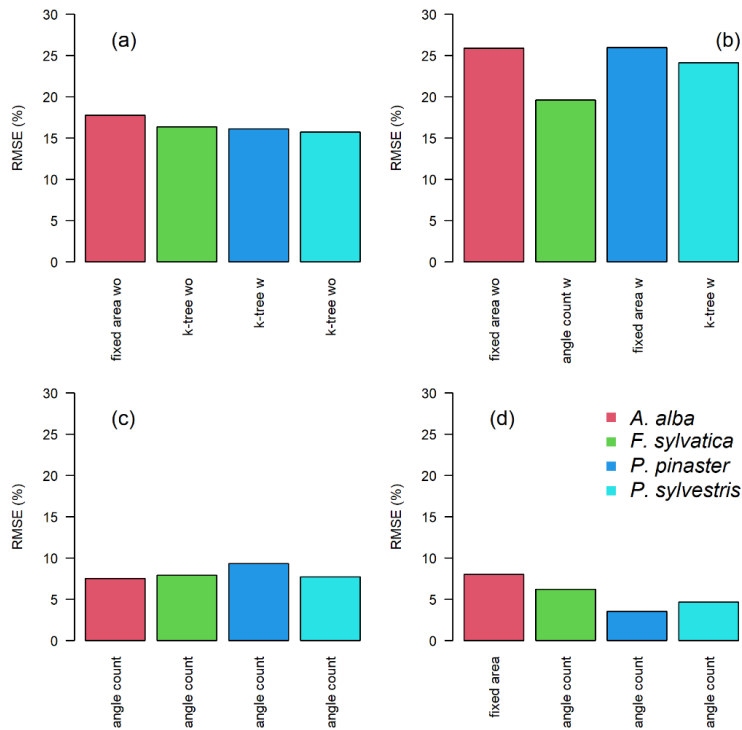 (a)
RMSE (%)
30
25
20
15
10
5
0
fixed area wo
k-tree wo
k-tree w
k-tree wo
(b)
RMSE (%)
30
25
20
15
10
5
0
fixed area wo
angle count w
fixed area w
k-tree w
(c)
RMSE (%)
30
25
20
15
10
5
0
angle count
angle count
angle count
angle count
(d)
RMSE (%)
30
25
20
15
10
5
0
A. alba
F. sylvatica
P. pinaster
P. sylvestris
fixed area
angle count
angle count
angle count